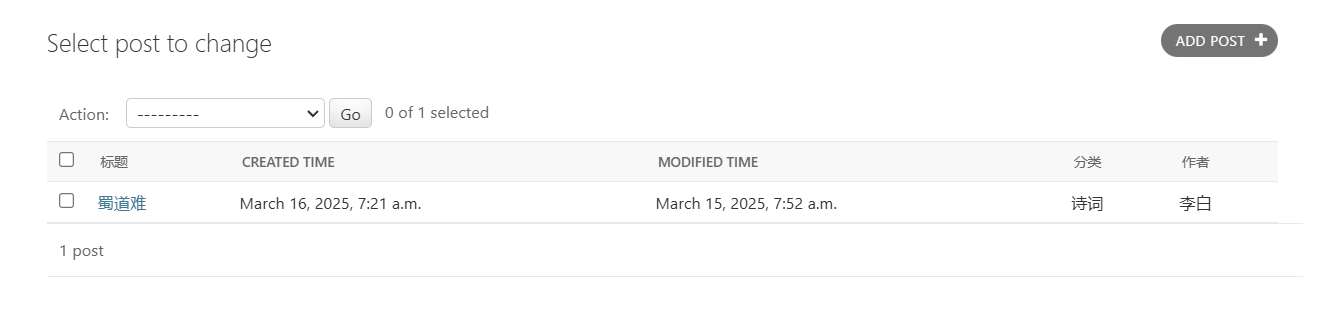 Select post to change
ADD POST +
Action: --------- Go 0 of 1 selected
标题 CREATED TIME MODIFIED TIME 分类 作者
蜀道难 March 16, 2025, 7:21 a.m. March 15, 2025, 7:52 a.m. 诗词 李白
1 post